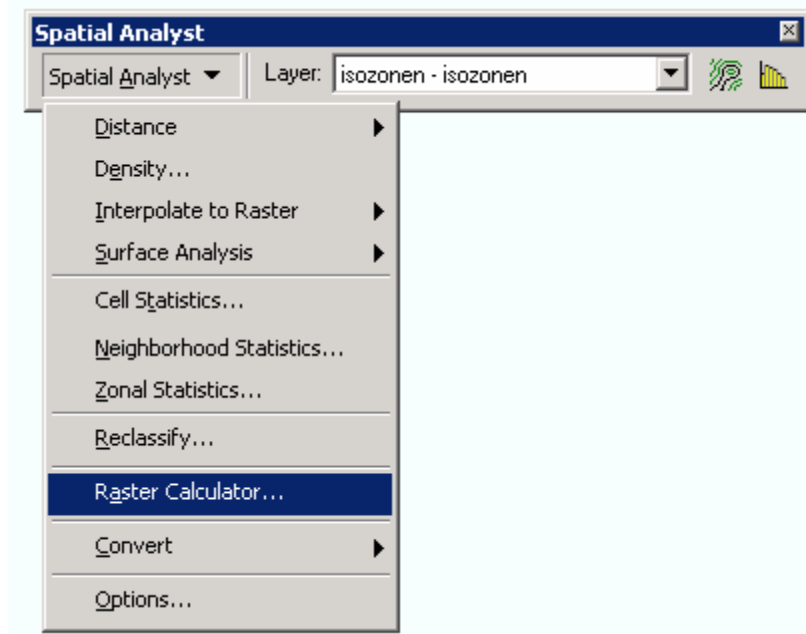 Spatial Analyst
Spatial Analyst Layer: isozonen - isozonen
Distance
Density...
Interpolate to Raster
Surface Analysis
Cell Statistics...
Neighborhood Statistics...
Zonal Statistics...
Reclassify...
Raster Calculator...
Convert
Options...